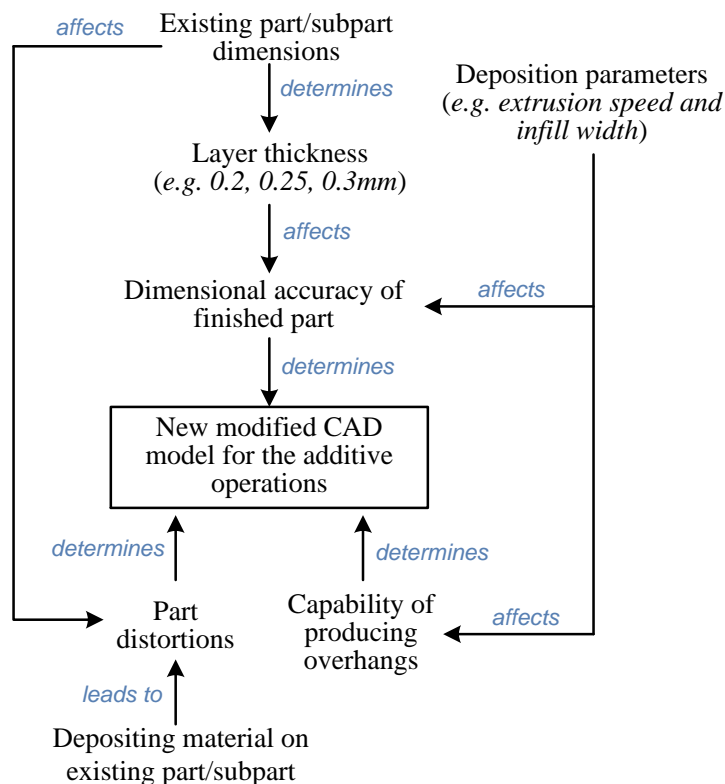 affects
Existing part/subpart
dimensions
determines
Deposition parameters
(e.g. extrusion speed and
infill width)
Layer thickness
(e.g. 0.2, 0.25, 0.3mm)
affects
Dimensional accuracy of
finished part
affects
determines
New modified CAD
model for the additive
operations
determines
determines
Part
distortions
Capability of
producing
overhangs
affects
leads to
Depositing material on
existing part/subpart